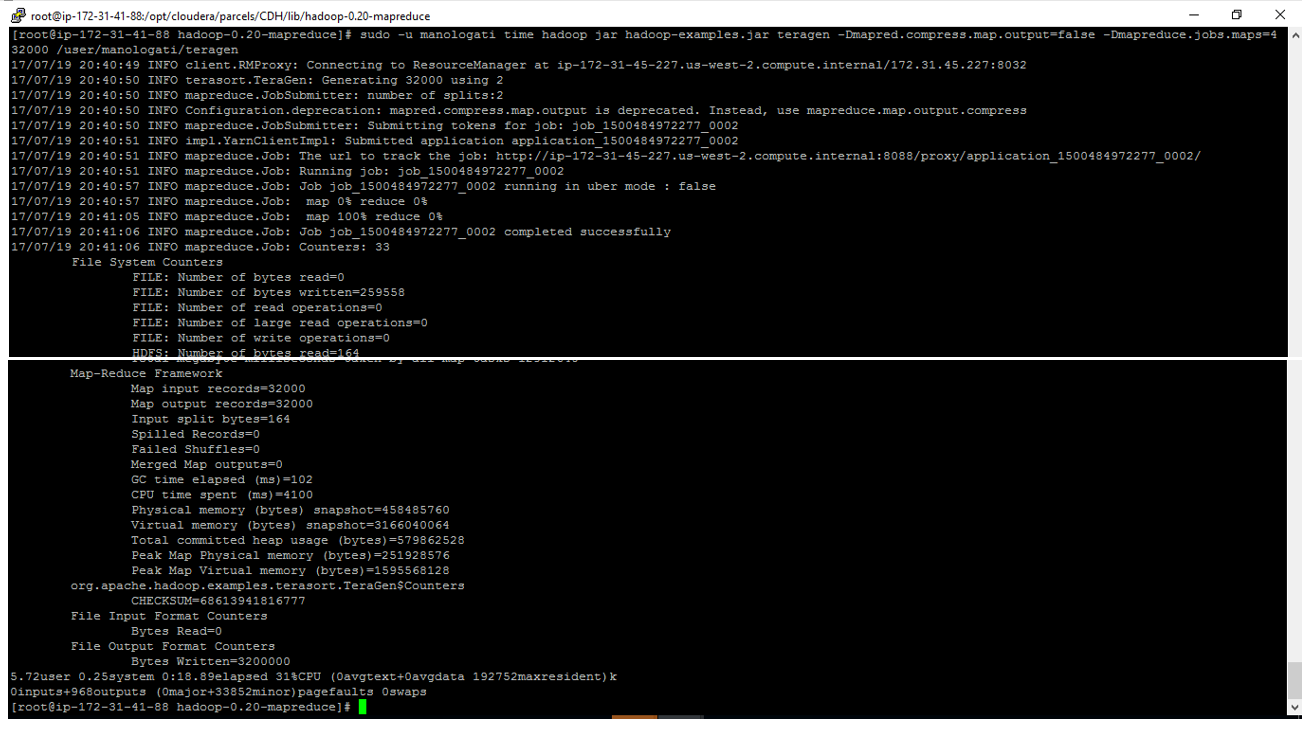 root@ip-172-31-41-88:/opt/cloudera/parcels/CDH/lib/hadoop-0.20-mapreduce
[root@ip-172-31-41-88 hadoop-0.20-mapreduce]# sudo -u manologati time hadoop jar hadoop-examples.jar teragen -Dmapred.compress.map.output=false -Dmapreduce.jobs.maps=4
32000 /user/manologati/teragen
17/07/19 20:40:49 INFO client.RMProxy: Connecting to ResourceManager at ip-172-31-45-227.us-west-2.compute.internal/172.31.45.227:8032
17/07/19 20:40:50 INFO terasort.TeraGen: Generating 32000 using 2
17/07/19 20:40:50 INFO mapreduce.JobSubmitter: number of splits:2
17/07/19 20:40:50 INFO Configuration.deprecation: mapred.compress.map.output is deprecated. Instead, use mapreduce.map.output.compress
17/07/19 20:40:50 INFO mapreduce.JobSubmitter: Submitting tokens for job: job_1500484972277_0002
17/07/19 20:40:51 INFO impl.YarnClientImpl: Submitted application application_1500484972277_0002
17/07/19 20:40:51 INFO mapreduce.Job: The url to track the job: http://ip-172-31-45-227.us-west-2.compute.internal:8088/proxy/application_1500484972277_0002/
17/07/19 20:40:51 INFO mapreduce.Job: Running job: job_1500484972277_0002
17/07/19 20:40:57 INFO mapreduce.Job: Job job_1500484972277_0002 running in uber mode : false
17/07/19 20:40:57 INFO mapreduce.Job:  map 0% reduce 0%
17/07/19 20:41:05 INFO mapreduce.Job:  map 100% reduce 0%
17/07/19 20:41:06 INFO mapreduce.Job: Job job_1500484972277_0002 completed successfully
17/07/19 20:41:06 INFO mapreduce.Job: Counters: 33
File System Counters
FILE: Number of bytes read=0
FILE: Number of bytes written=259558
FILE: Number of read operations=0
FILE: Number of large read operations=0
FILE: Number of write operations=0
HDFS: Number of bytes read=164
Map-Reduce Framework
Map input records=32000
Map output records=32000
Input split bytes=164
Spilled Records=0
Failed Shuffles=0
Merged Map outputs=0
GC time elapsed (ms)=102
CPU time spent (ms)=4100
Physical memory (bytes) snapshot=458485760
Virtual memory (bytes) snapshot=3166040064
Total committed heap usage (bytes)=579862528
Peak Map Physical memory (bytes)=251928576
Peak Map Virtual memory (bytes)=1595568128
org.apache.hadoop.examples.terasort.TeraGen$Counters
CHECKSUM=68613941816777
File Input Format Counters
Bytes Read=0
File Output Format Counters
Bytes Written=3200000
5.72user 0.25system 0:18.89elapsed 31%CPU (0avgtext+0avgdata 192752maxresident)k
0inputs+968outputs (0major+33852minor)pagefaults 0swaps
[root@ip-172-31-41-88 hadoop-0.20-mapreduce]#